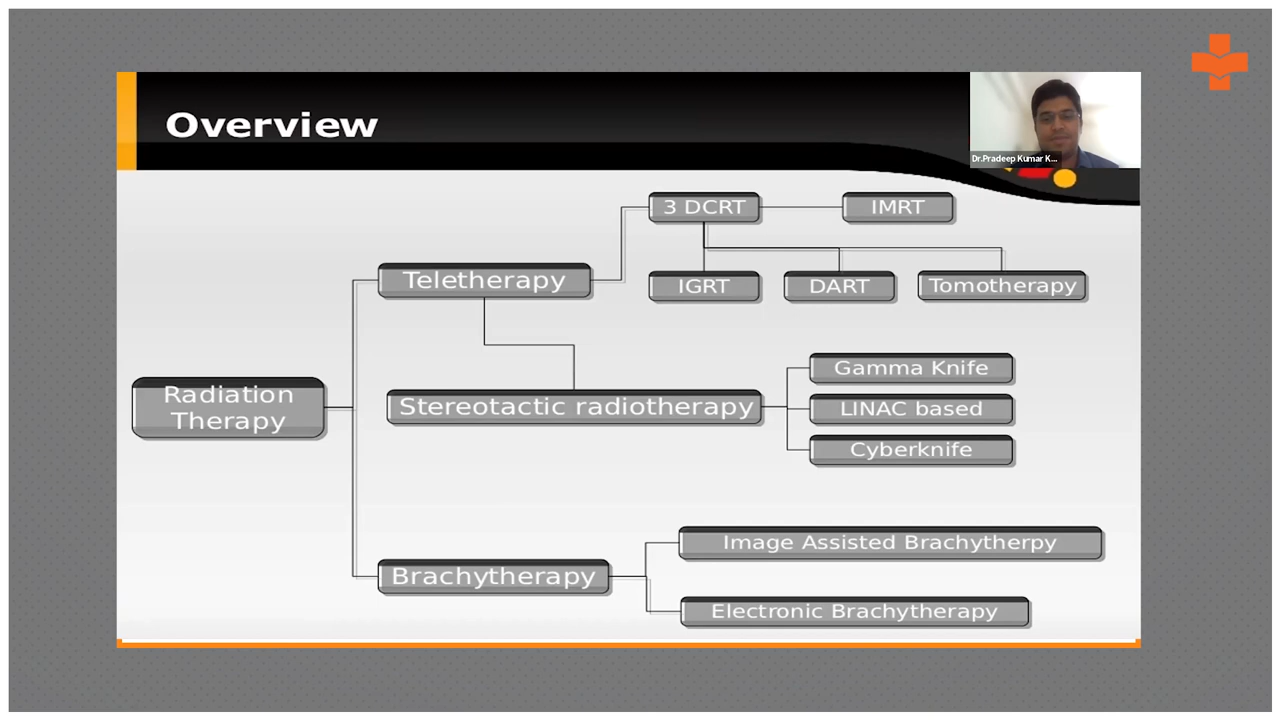 Overview
Dr.Pradeep Kumar K...
3 DCRT
IMRT
Teletherapy
IGRT
DART
Tomotherapy
Radiation
Therapy
Stereotactic radiotherapy
Gamma Knife
LINAC based
Cyberknife
Brachytherapy
Image Assisted Brachytherpy
Electronic Brachytherapy